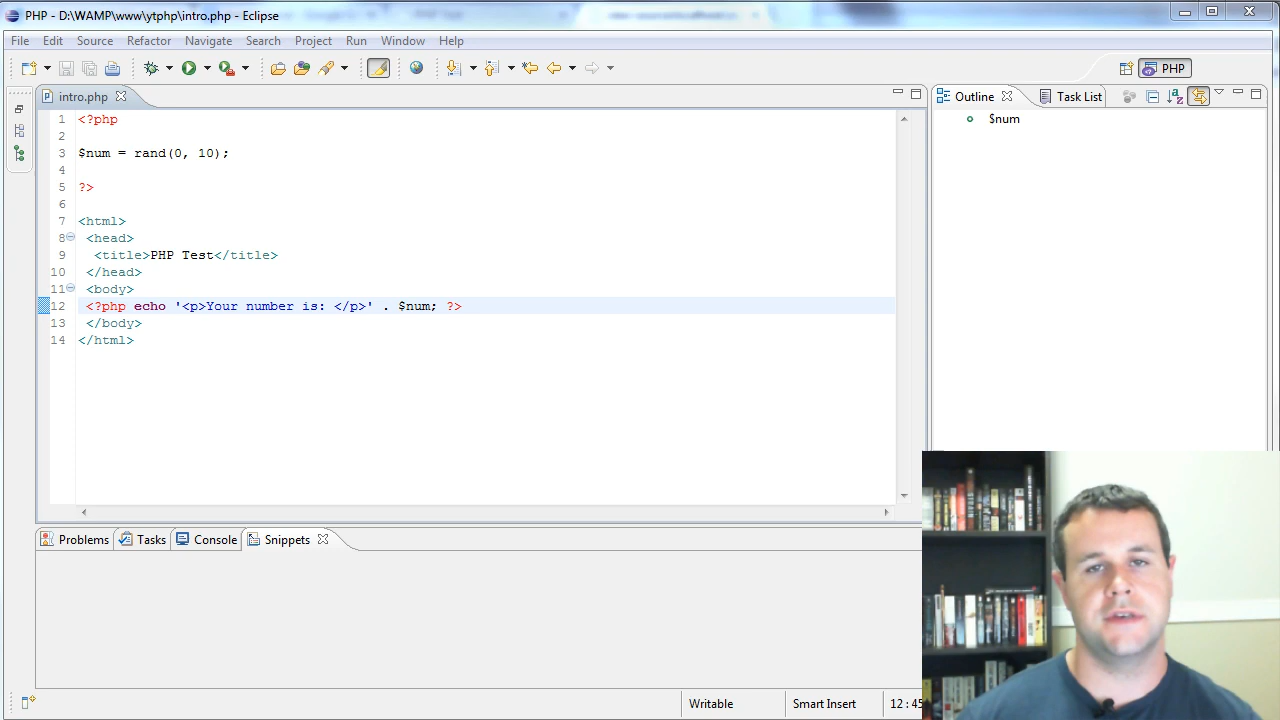 PHP - D:\WAMP\www\ytphp\intro.php - Eclipse
File Edit Source Refactor Navigate Search Project Run Window Help
PHP
intro.php
Outline Task List
1 <?php
$num
2
3 $num = rand(0, 10);
4
5 ?>
6
7 <html>
8 <head>
9 <title>PHP Test</title>
10 </head>
11 <body>
12 <?php echo '<p>Your number is: </p>' . $num; ?>
13 </body>
14 </html>
Problems Tasks Console Snippets
Writable Smart Insert 12:45